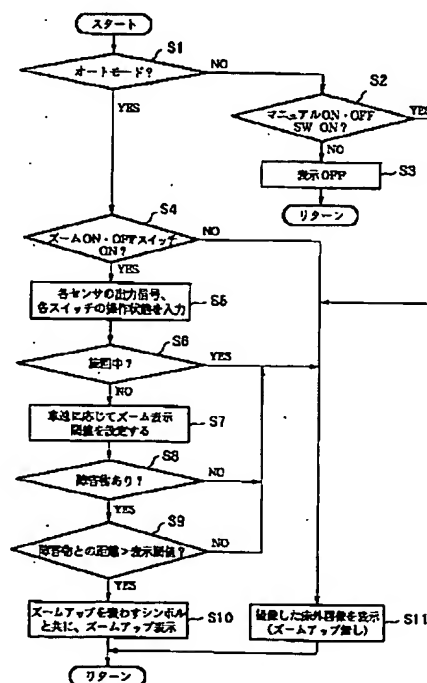 スタート
S1
オートモード?
NO
YES
S2
マニュアルON・OFF
SW ON?
YES
NO
S3
表示OFF
リターン
S4
ズームON・OFFスイッチ
ON?
NO
YES
各センサの出力信号、
各スイッチの操作状態を入力
S5
S6
旋回中?
YES
NO
車速に応じてズーム表示
閾値を設定する
S7
S8
障害物あり?
NO
YES
S9
障害物との距離>表示閾値?
NO
YES
ズームアップを表わすシンボル
と共に、ズームアップ表示
S10
撮像した車外画像を表示
(ズームアップ無し)
S11
リターン